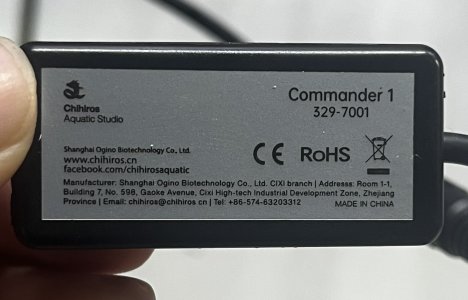 Chihiros
Aquatic Studio
Commander 1
329-7001
Shanghai Ogino Biotechnology Co., Ltd.
www.chihiros.cn
facebook.com/chihirosaquatic
CE RoHS
Manufacturer: Shanghai Ogino Biotechnology Co., Ltd. CIXI branch | Addresss: Room 1-1,
Building 7, No. 598, Gaoke Avenue, Cixi High-tech Industrial Development Zone, Zhejiang
Province | Email: chihiros@chihiros.cn | Tel: +86-574-63203312
MADE IN CHINA